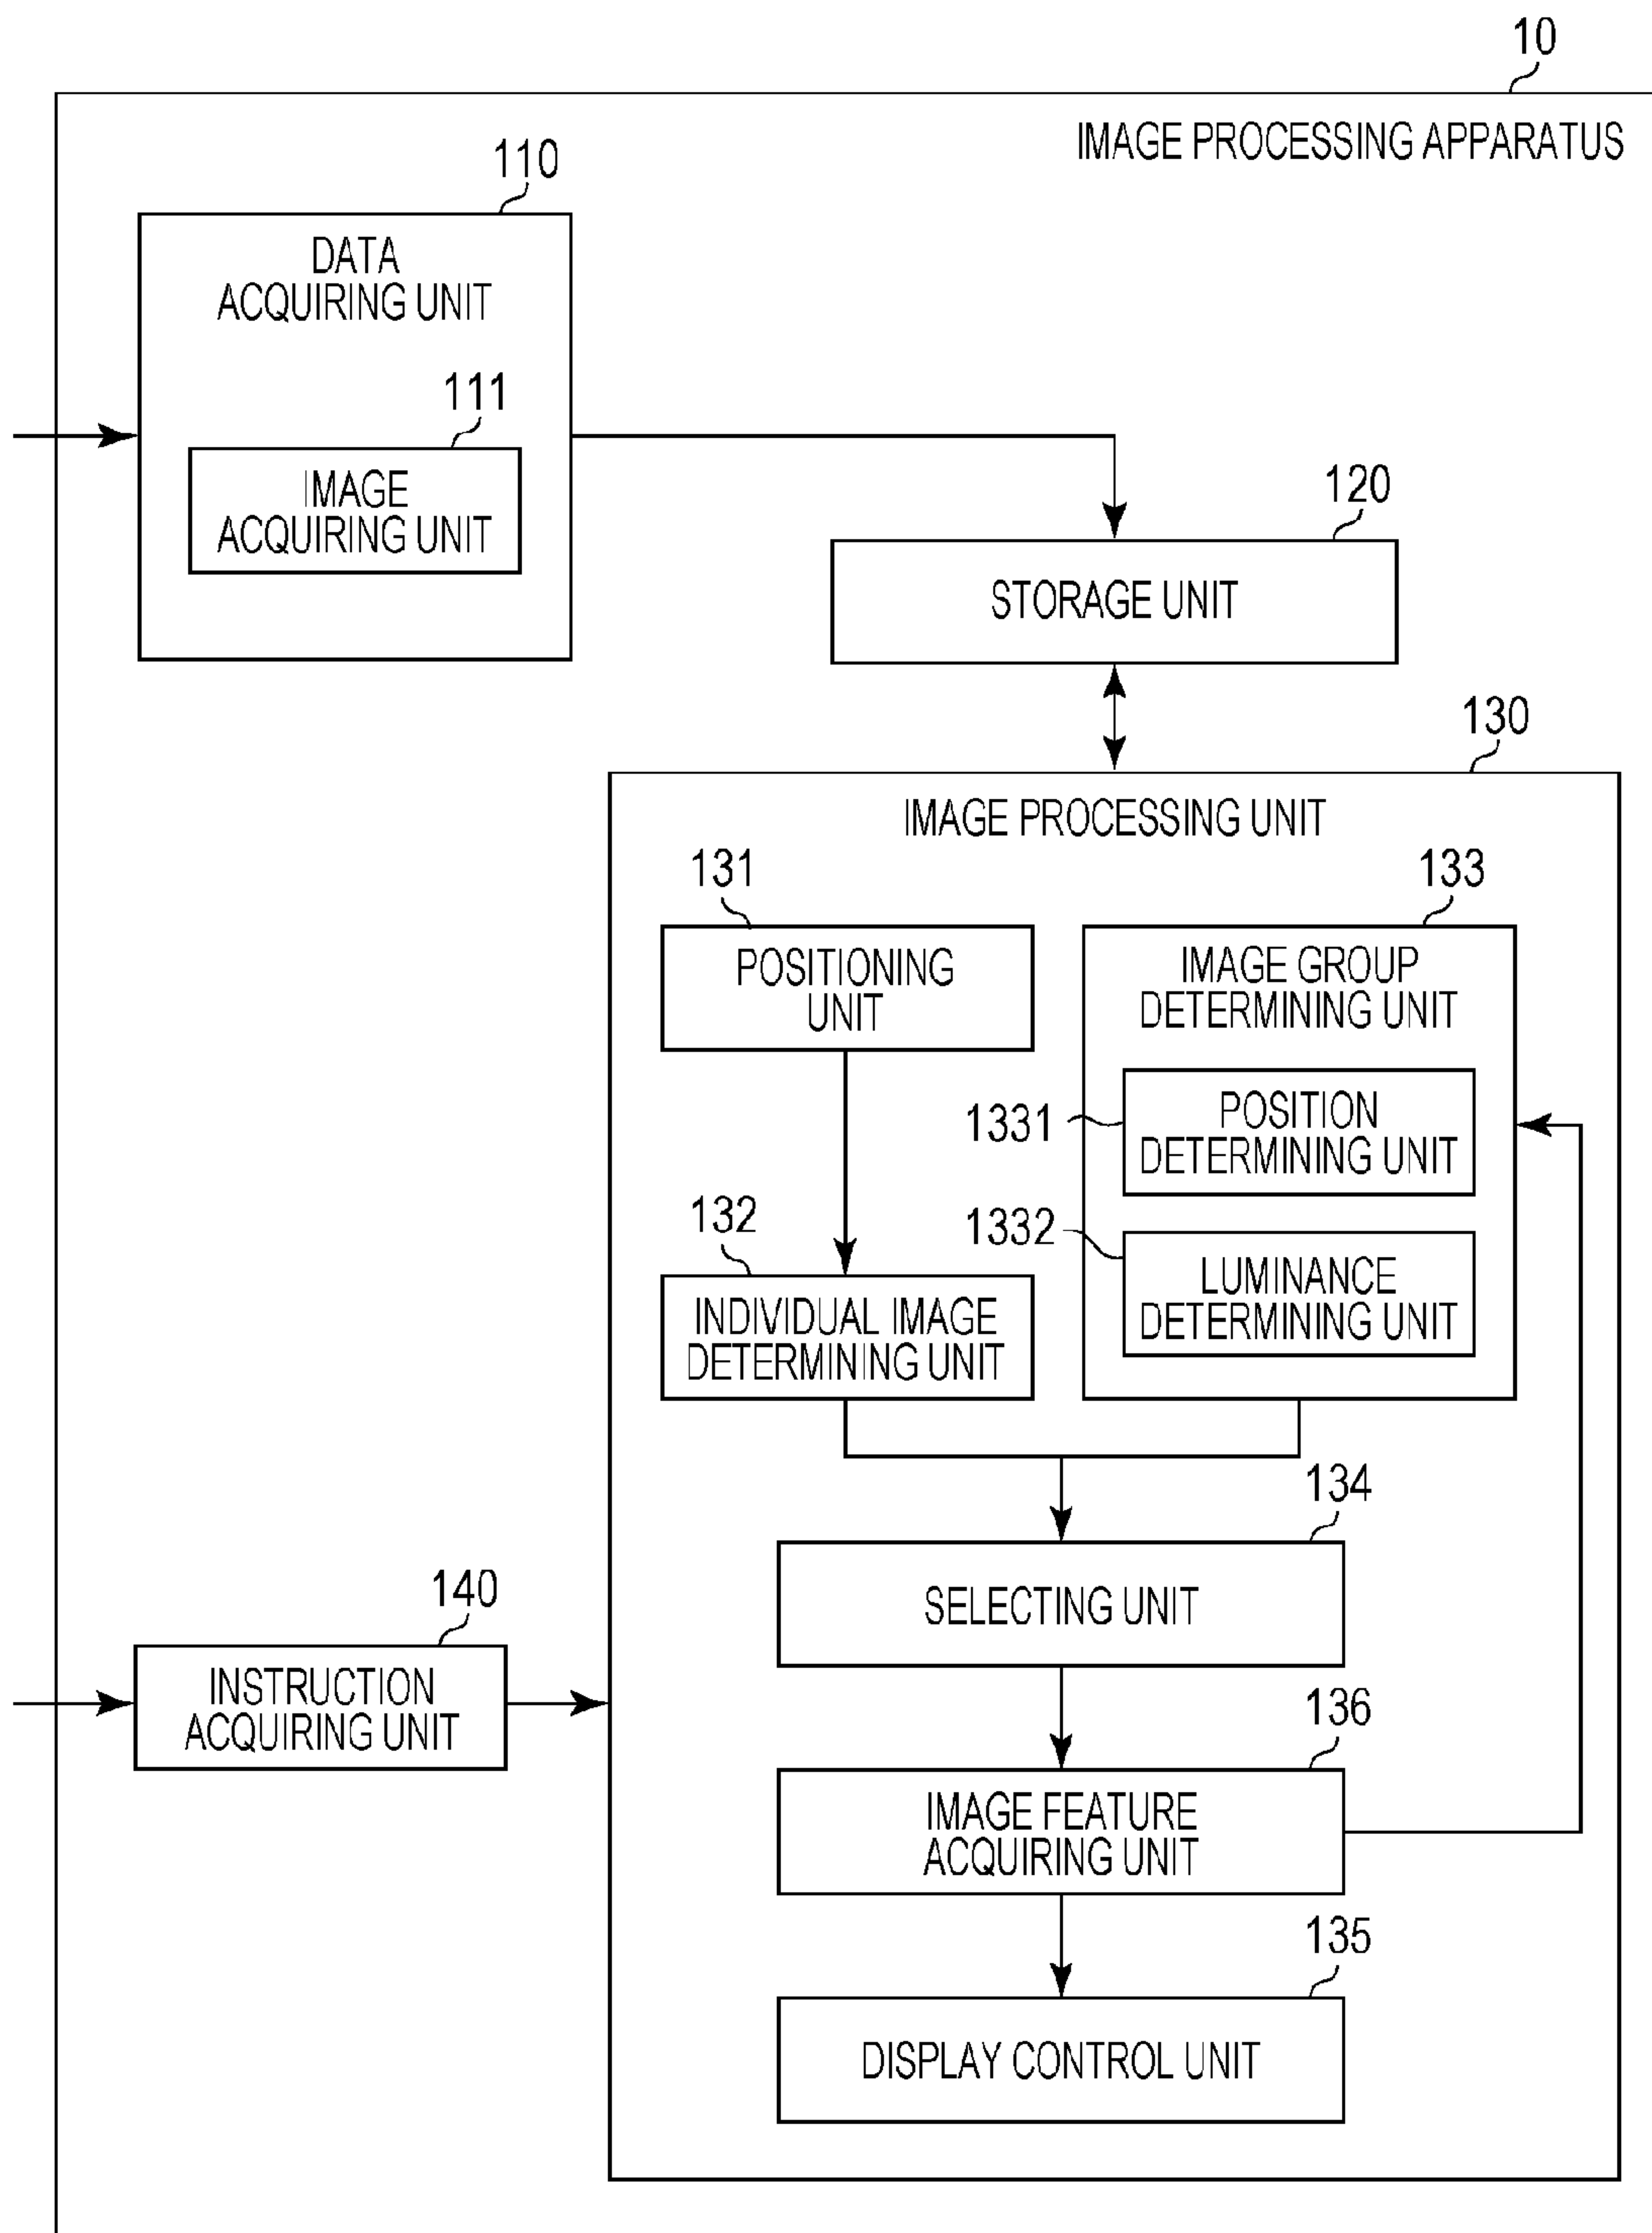 10
IMAGE PROCESSING APPARATUS
110
DATA
ACQUIRING UNIT
111
IMAGE
ACQUIRING UNIT
120
STORAGE UNIT
130
IMAGE PROCESSING UNIT
131
POSITIONING
UNIT
133
IMAGE GROUP
DETERMINING UNIT
1331
POSITION
DETERMINING UNIT
132
INDIVIDUAL IMAGE
DETERMINING UNIT
1332
LUMINANCE
DETERMINING UNIT
134
SELECTING UNIT
140
INSTRUCTION
ACQUIRING UNIT
136
IMAGE FEATURE
ACQUIRING UNIT
135
DISPLAY CONTROL UNIT